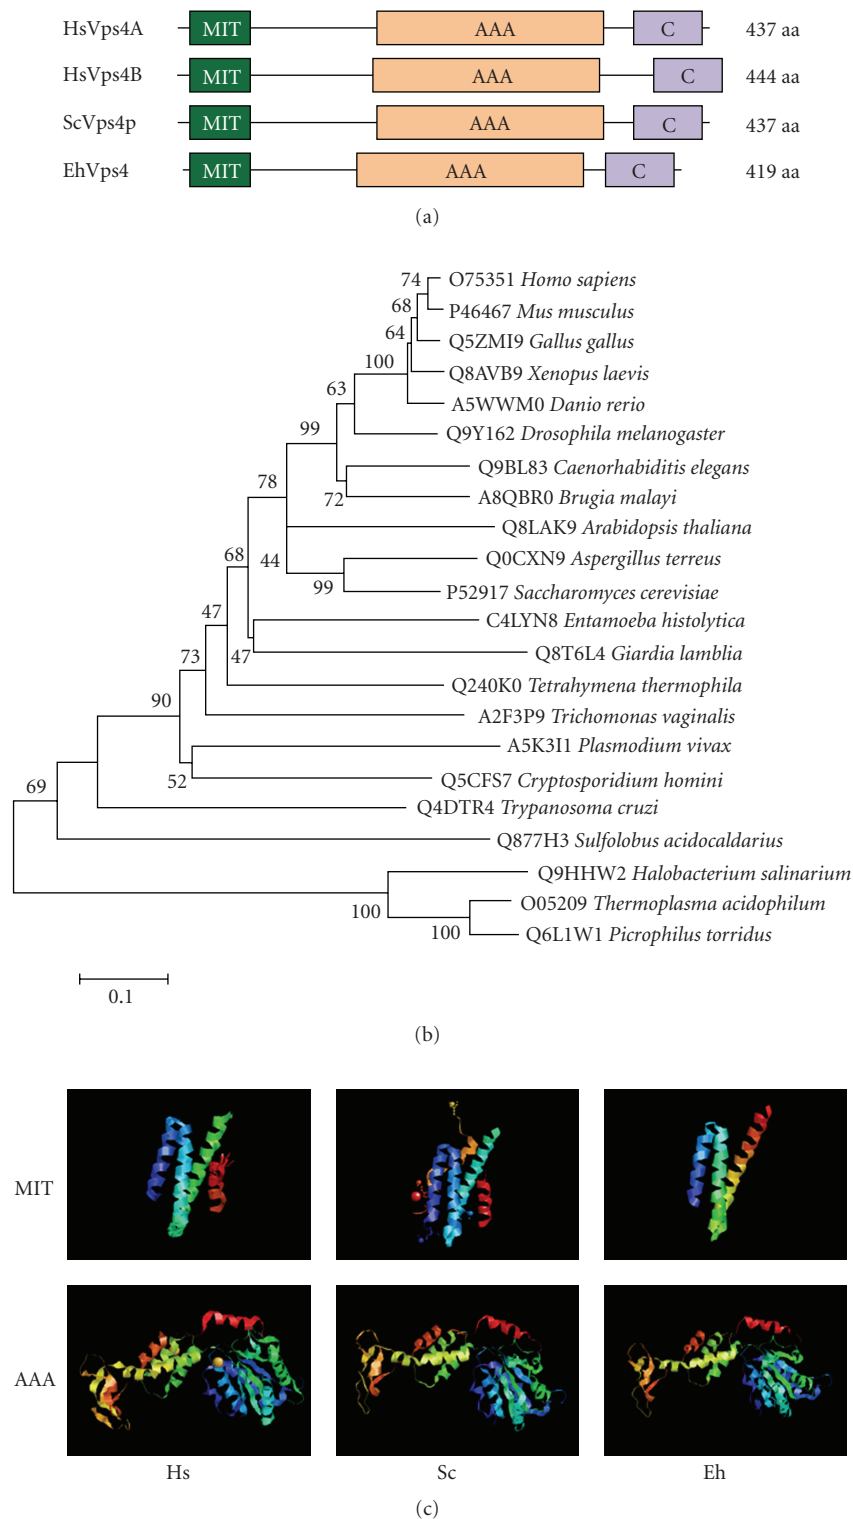 HsVps4A MIT AAA C 437 aa
HsVps4B MIT AAA C 444 aa
ScVps4p MIT AAA C 437 aa
EhVps4 MIT AAA C 419 aa
(a)
74 O75351 Homo sapiens
68 P46467 Mus musculus
64 Q5ZMI9 Gallus gallus
100 Q8AVB9 Xenopus laevis
63 A5WWM0 Danio rerio
99 Q9Y162 Drosophila melanogaster
Q9BL83 Caenorhabiditis elegans
78 72 A8QBR0 Brugia malayi
Q8LAK9 Arabidopsis thaliana
68 44 Q0CXN9 Aspergillus terreus
99 P52917 Saccharomyces cerevisiae
47 C4LYN8 Entamoeba histolytica
73 47 Q8T6L4 Giardia lamblia
Q240K0 Tetrahymena thermophila
90 A2F3P9 Trichomonas vaginalis
A5K3I1 Plasmodium vivax
69 52 Q5CFS7 Cryptosporidium homini
Q4DTR4 Trypanosoma cruzi
Q877H3 Sulfolobus acidocaldarius
Q9HHW2 Halobacterium salinarium
100 O05209 Thermoplasma acidophilum
100 Q6L1W1 Picrophilus torridus
0.1
(b)
MIT
AAA
Hs Sc Eh
(c)